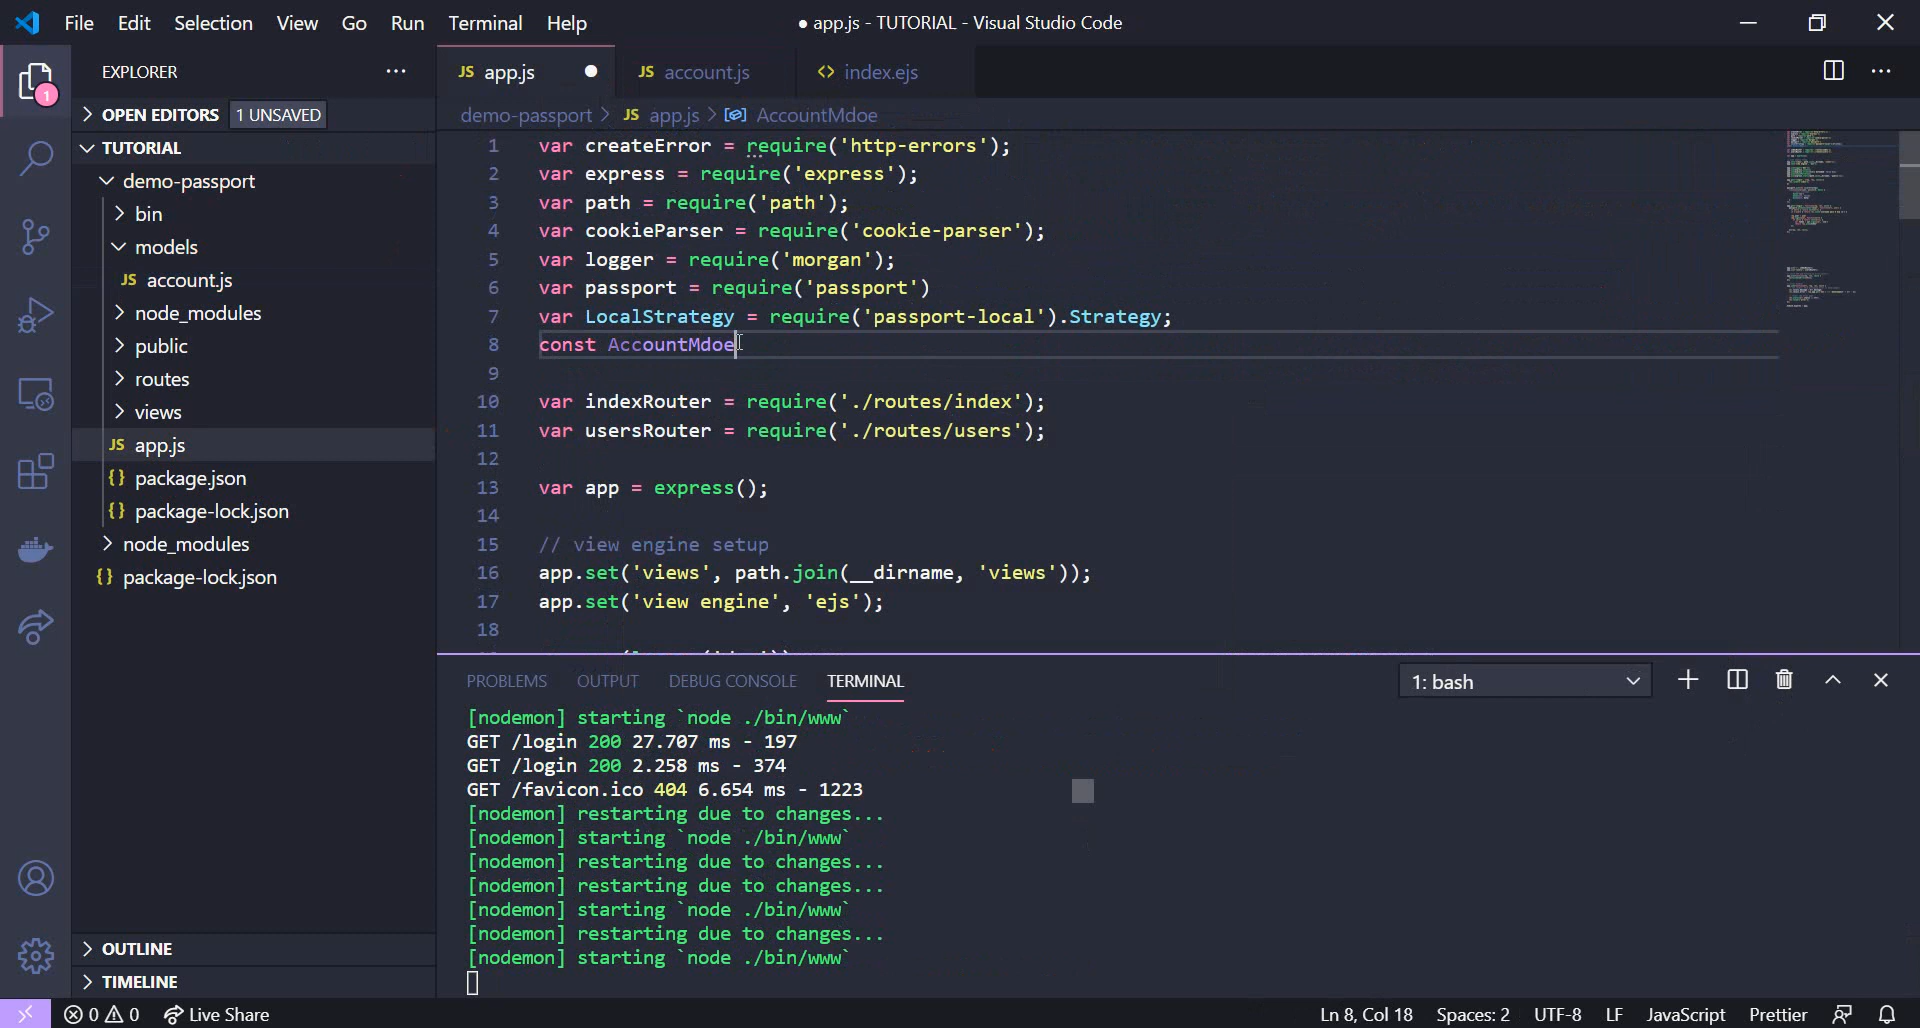 File Edit Selection View Go Run Terminal Help
● app.js - TUTORIAL - Visual Studio Code
EXPLORER
1
OPEN EDITORS 1 UNSAVED
TUTORIAL
demo-passport
bin
models
JS account.js
node_modules
public
routes
views
JS app.js
{} package.json
{} package-lock.json
node_modules
{} package-lock.json
OUTLINE
TIMELINE
JS app.js ● JS account.js <> index.ejs
demo-passport > JS app.js > AccountMdoe
1 var createError = require('http-errors');
2 var express = require('express');
3 var path = require('path');
4 var cookieParser = require('cookie-parser');
5 var logger = require('morgan');
6 var passport = require('passport')
7 var LocalStrategy = require('passport-local').Strategy;
8 const AccountMdoe
9
10 var indexRouter = require('./routes/index');
11 var usersRouter = require('./routes/users');
12
13 var app = express();
14
15 // view engine setup
16 app.set('views', path.join(__dirname, 'views'));
17 app.set('view engine', 'ejs');
18
PROBLEMS OUTPUT DEBUG CONSOLE TERMINAL
1: bash
[nodemon] starting `node ./bin/www`
GET /login 200 27.707 ms - 197
GET /login 200 2.258 ms - 374
GET /favicon.ico 404 6.654 ms - 1223
[nodemon] restarting due to changes...
[nodemon] starting `node ./bin/www`
[nodemon] restarting due to changes...
[nodemon] restarting due to changes...
[nodemon] starting `node ./bin/www`
[nodemon] restarting due to changes...
[nodemon] starting `node ./bin/www`
0 0 Live Share
Ln 8, Col 18 Spaces: 2 UTF-8 LF JavaScript Prettier